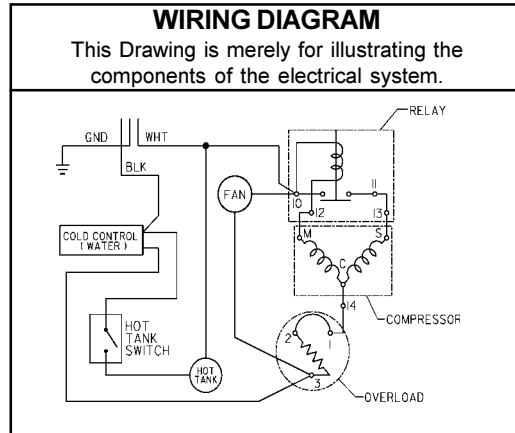 WIRING DIAGRAM
This Drawing is merely for illustrating the
components of the electrical system.
RELAY
GND
WHT
BLK
FAN
10
11
12
13
COLD CONTROL
(WATER)
M
S
C
14
COMPRESSOR
HOT
TANK
SWITCH
HOT
TANK
2
1
3
OVERLOAD